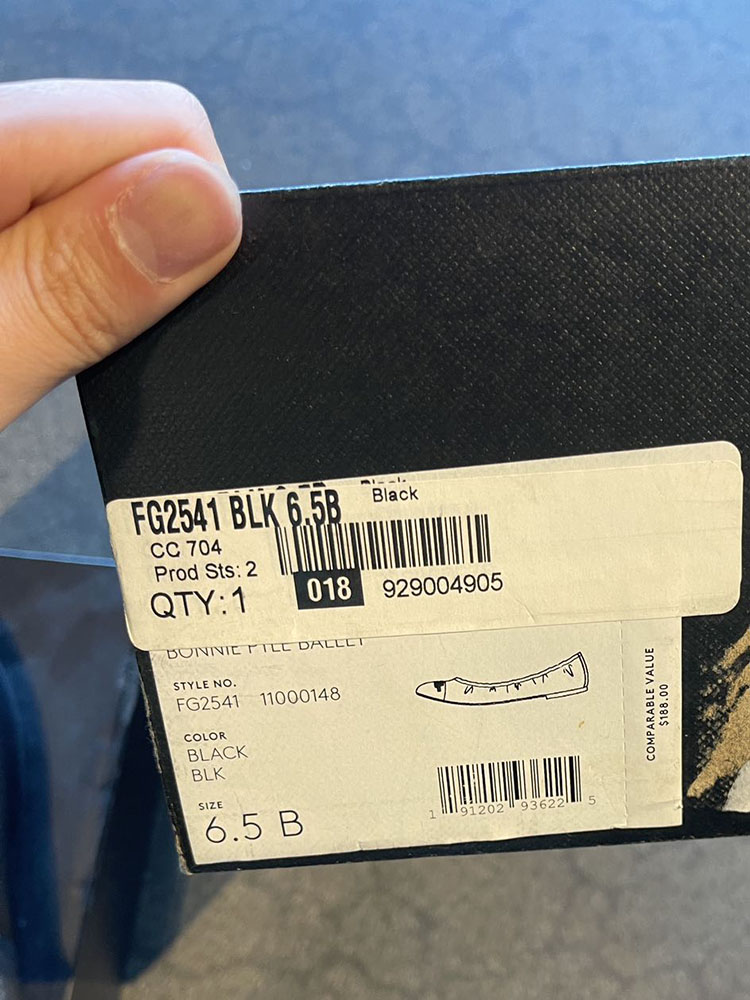 FG2541 BLK 6.5B
Black
CC 704
Prod Sts: 2
QTY:1
018
929004905
STYLE NO.
FG2541 11000148
COLOR
BLACK
BLK
SIZE
6.5 B
1 91202 93622 5
COMPARABLE VALUE
$188.00